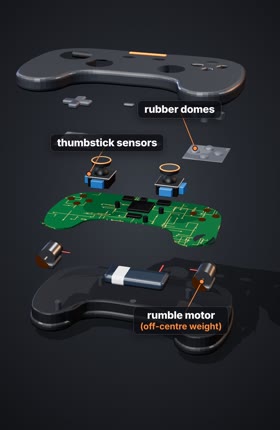 rubber domes
thumbstick sensors
rumble motor
(off-centre weight)